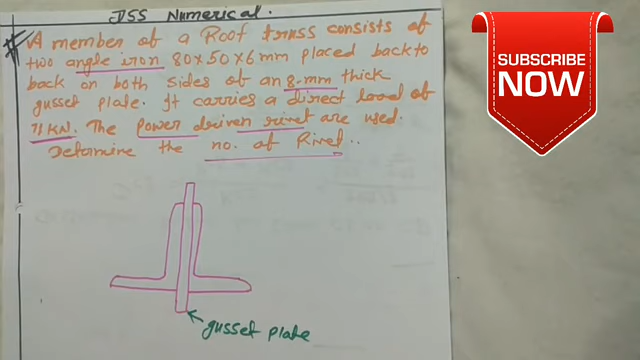 DSS Numerical.
A member of a Roof truss consists of
two angle iron 80×50×6 mm placed back to
back on both sides of an 8 mm thick
gusset plate. It carries a direct load of
71 KN. The Power driven rivet are used.
Determine the no. of Rivet..
gusset plate
SUBSCRIBE
NOW